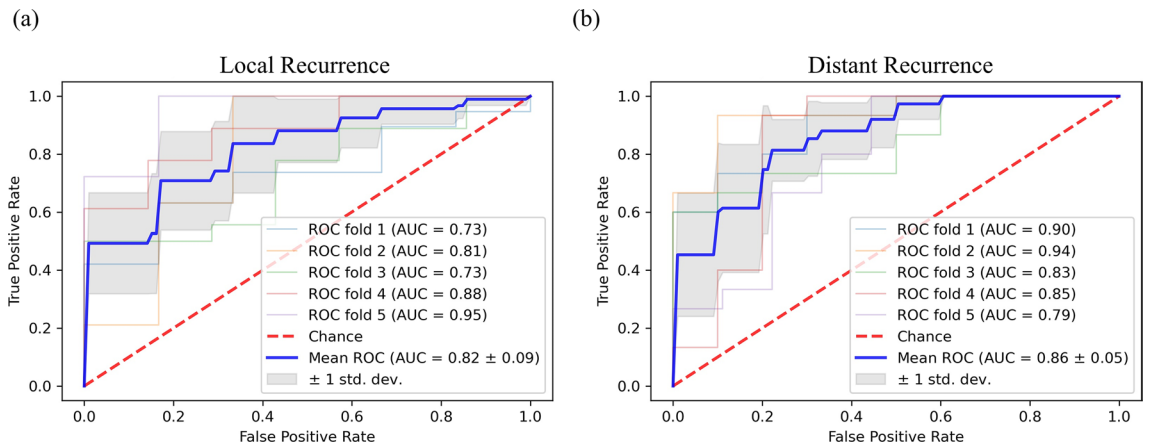 (a)
Local Recurrence
True Positive Rate
1.0
0.8
0.6
0.4
0.2
0.0
0.0 0.2 0.4 0.6 0.8 1.0
False Positive Rate
ROC fold 1 (AUC = 0.73)
ROC fold 2 (AUC = 0.81)
ROC fold 3 (AUC = 0.73)
ROC fold 4 (AUC = 0.88)
ROC fold 5 (AUC = 0.95)
Chance
Mean ROC (AUC = 0.82 ± 0.09)
± 1 std. dev.
(b)
Distant Recurrence
True Positive Rate
1.0
0.8
0.6
0.4
0.2
0.0
0.0 0.2 0.4 0.6 0.8 1.0
False Positive Rate
ROC fold 1 (AUC = 0.90)
ROC fold 2 (AUC = 0.94)
ROC fold 3 (AUC = 0.83)
ROC fold 4 (AUC = 0.85)
ROC fold 5 (AUC = 0.79)
Chance
Mean ROC (AUC = 0.86 ± 0.05)
± 1 std. dev.